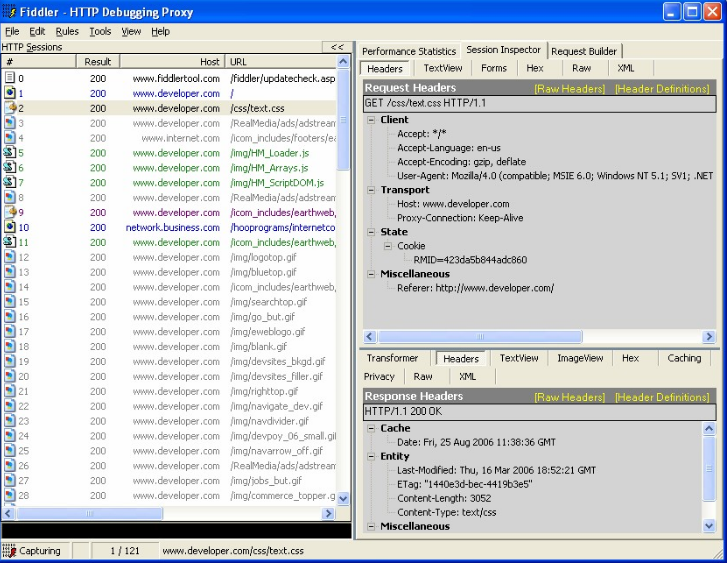 Fiddler - HTTP Debugging Proxy
File Edit Rules Tools View Help
HTTP Sessions <<
# Result Host URL
0 200 www.fiddlertool.com /fiddler/updatecheck.asp
1 200 www.developer.com /
2 200 www.developer.com /css/text.css
3 200 www.developer.com /RealMedia/ads/adstream
4 200 www.internet.com /icom_includes/footers/ea
5 200 www.developer.com /img/HM_Loader.js
6 200 www.developer.com /img/HM_Arrays.js
7 200 www.developer.com /img/HM_ScriptDOM.js
8 200 www.developer.com /RealMedia/ads/adstream
9 200 www.developer.com /icom_includes/earthweb,
10 200 network.business.com /hooprograms/internetco
11 200 www.developer.com /icom_includes/earthweb,
12 200 www.developer.com /img/logotop.gif
13 200 www.developer.com /img/bluetop.gif
14 200 www.developer.com /icom_includes/earthweb,
15 200 www.developer.com /img/searchtop.gif
16 200 www.developer.com /img/go_but.gif
17 200 www.developer.com /img/eweblogo.gif
18 200 www.developer.com /img/blank.gif
19 200 www.developer.com /img/devsites_bkgd.gif
20 200 www.developer.com /img/devsites_filler.gif
21 200 www.developer.com /img/righttop.gif
22 200 www.developer.com /img/navigate_dev.gif
23 200 www.developer.com /img/navdivider.gif
24 200 www.developer.com /img/devpoy_06_small.gi
25 200 www.developer.com /img/navarrow_off.gif
26 200 www.developer.com /RealMedia/ads/adstream
27 200 www.developer.com /img/jobs_but.gif
28 200 www.developer.com /img/commerce_topper.g
Performance Statistics Session Inspector Request Builder
Headers TextView Forms Hex Raw XML
Request Headers [Raw Headers] [Header Definitions]
GET /css/text.css HTTP/1.1
Client
Accept: */*
Accept-Language: en-us
Accept-Encoding: gzip, deflate
User-Agent: Mozilla/4.0 (compatible; MSIE 6.0; Windows NT 5.1; SV1; .NET
Transport
Host: www.developer.com
Proxy-Connection: Keep-Alive
State
Cookie
RMID=423da5b844adc860
Miscellaneous
Referer: http://www.developer.com/
Transformer Headers TextView ImageView Hex Caching
Privacy Raw XML
Response Headers [Raw Headers] [Header Definitions]
HTTP/1.1 200 OK
Cache
Date: Fri, 25 Aug 2006 11:38:36 GMT
Entity
Last-Modified: Thu, 16 Mar 2006 18:52:21 GMT
ETag: "1440e3d-bec-4419b3e5"
Content-Length: 3052
Content-Type: text/css
Miscellaneous
Capturing 1 / 121 www.developer.com/css/text.css